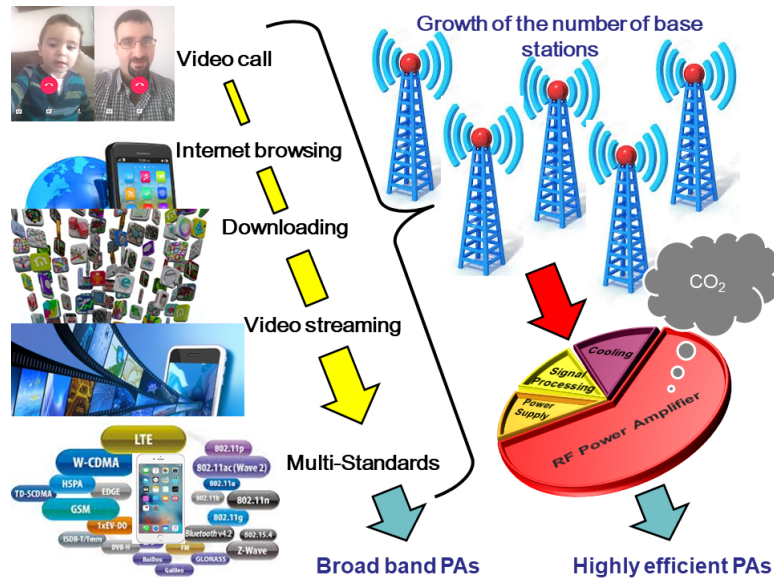 Growth of the number of base
stations
Video call
Internet browsing
Downloading
Video streaming
Multi-Standards
CO2
Cooling
Signal
Processing
Power
Supply
RF Power Amplifier
LTE
W-CDMA
HSPA
TD-SCDMA
EDGE
GSM
1xEV-DO
ISDB-T/Tmm
DVB-H
BeiDou
Galileo
FM
GLONASS
802.11p
802.11ac (Wave 2)
802.11a
802.11b
802.11n
802.11g
Bluetooth v4.2
802.15.4
Z-Wave
Broad band PAs
Highly efficient PAs